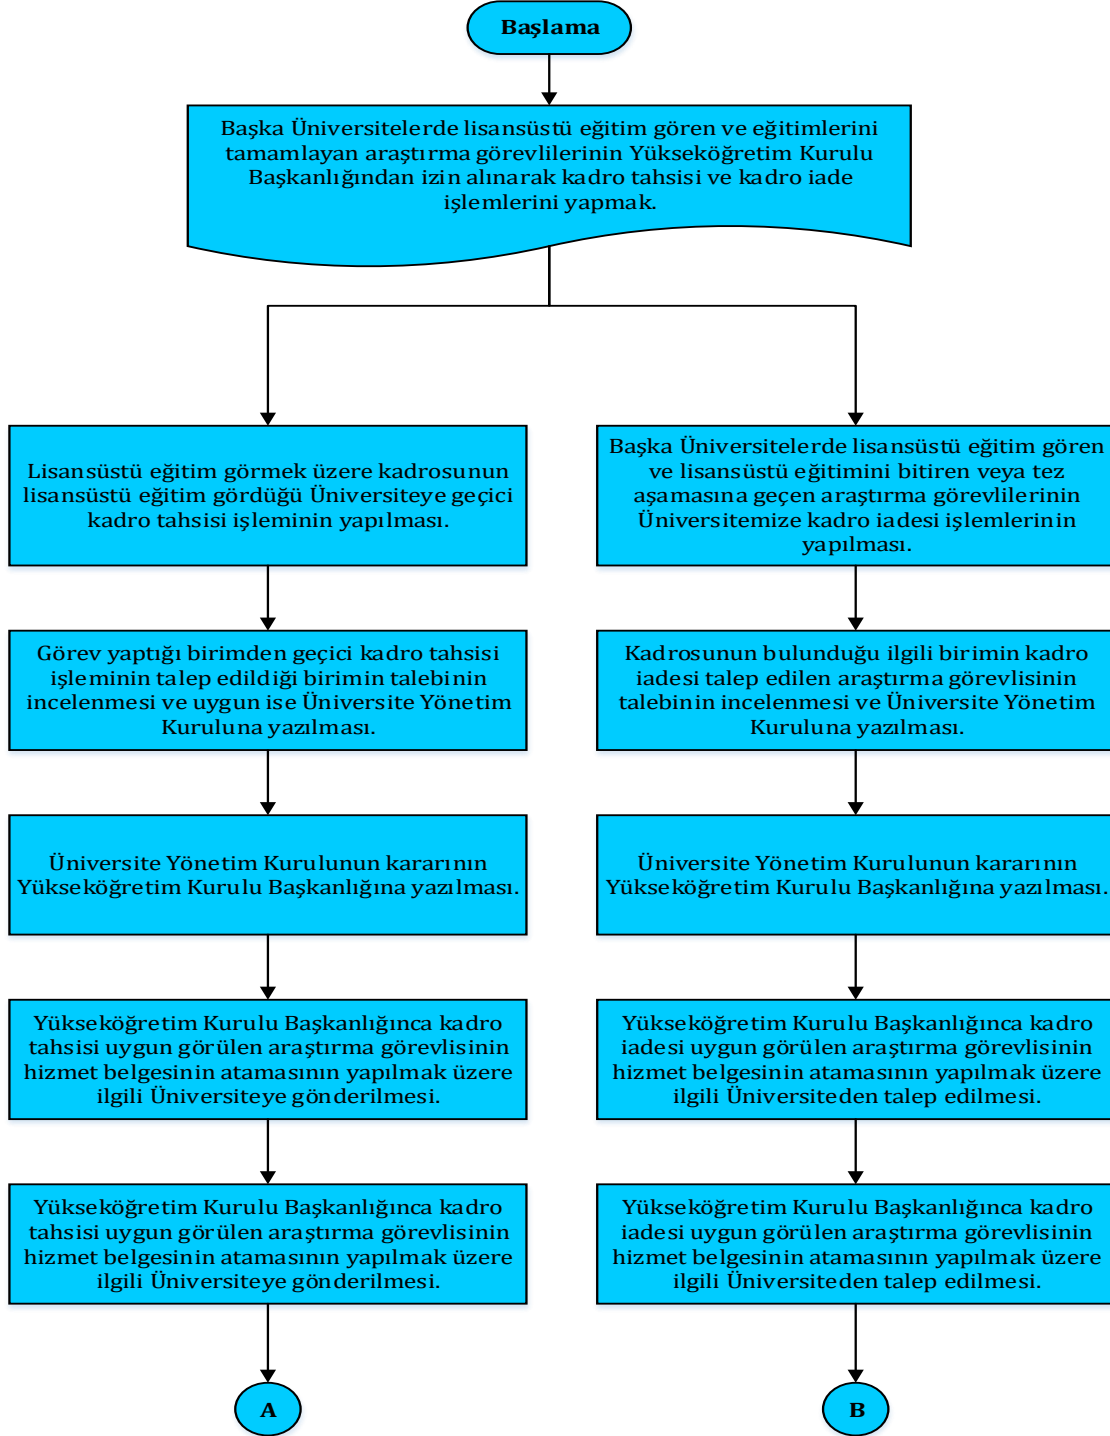 Başlama
Başka Üniversitelerde lisansüstü eğitim gören ve eğitimlerini
tamamlayan araştırma görevlilerinin Yükseköğretim Kurulu
Başkanlığından izin alınarak kadro tahsisi ve kadro iade
işlemlerini yapmak.
Lisansüstü eğitim görmek üzere kadrosunun
lisansüstü eğitim gördüğü Üniversiteye geçici
kadro tahsisi işleminin yapılması.
Görev yaptığı birimden geçici kadro tahsisi
işleminin talep edildiği birimin talebinin
incelenmesi ve uygun ise Üniversite Yönetim
Kuruluna yazılması.
Üniversite Yönetim Kurulunun kararının
Yükseköğretim Kurulu Başkanlığına yazılması.
Yükseköğretim Kurulu Başkanlığınca kadro
tahsisi uygun görülen araştırma görevlisinin
hizmet belgesinin atamasının yapılmak üzere
ilgili Üniversiteye gönderilmesi.
Yükseköğretim Kurulu Başkanlığınca kadro
tahsisi uygun görülen araştırma görevlisinin
hizmet belgesinin atamasının yapılmak üzere
ilgili Üniversiteye gönderilmesi.
A
Başka Üniversitelerde lisansüstü eğitim gören
ve lisansüstü eğitimini bitiren veya tez
aşamasına geçen araştırma görevlilerinin
Üniversitemize kadro iadesi işlemlerinin
yapılması.
Kadrosunun bulunduğu ilgili birimin kadro
iadesi talep edilen araştırma görevlisinin
talebinin incelenmesi ve Üniversite Yönetim
Kuruluna yazılması.
Üniversite Yönetim Kurulunun kararının
Yükseköğretim Kurulu Başkanlığına yazılması.
Yükseköğretim Kurulu Başkanlığınca kadro
iadesi uygun görülen araştırma görevlisinin
hizmet belgesinin atamasının yapılmak üzere
ilgili Üniversiteden talep edilmesi.
Yükseköğretim Kurulu Başkanlığınca kadro
iadesi uygun görülen araştırma görevlisinin
hizmet belgesinin atamasının yapılmak üzere
ilgili Üniversiteden talep edilmesi.
B